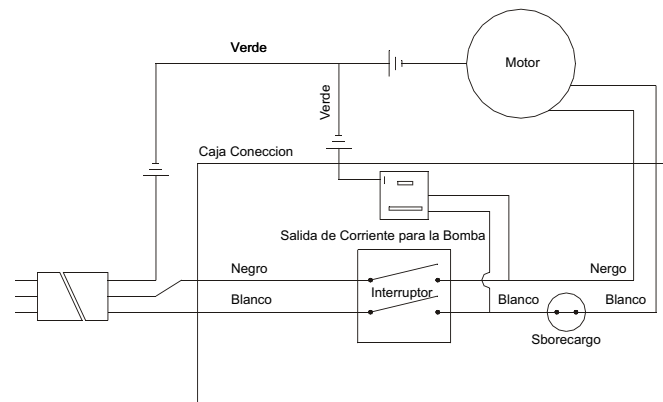 Verde
Motor
Verde
Caja Coneccion
Salida de Corriente para la Bomba
Negro
Nergo
Interruptor
Blanco
Blanco
Blanco
Sborecargo